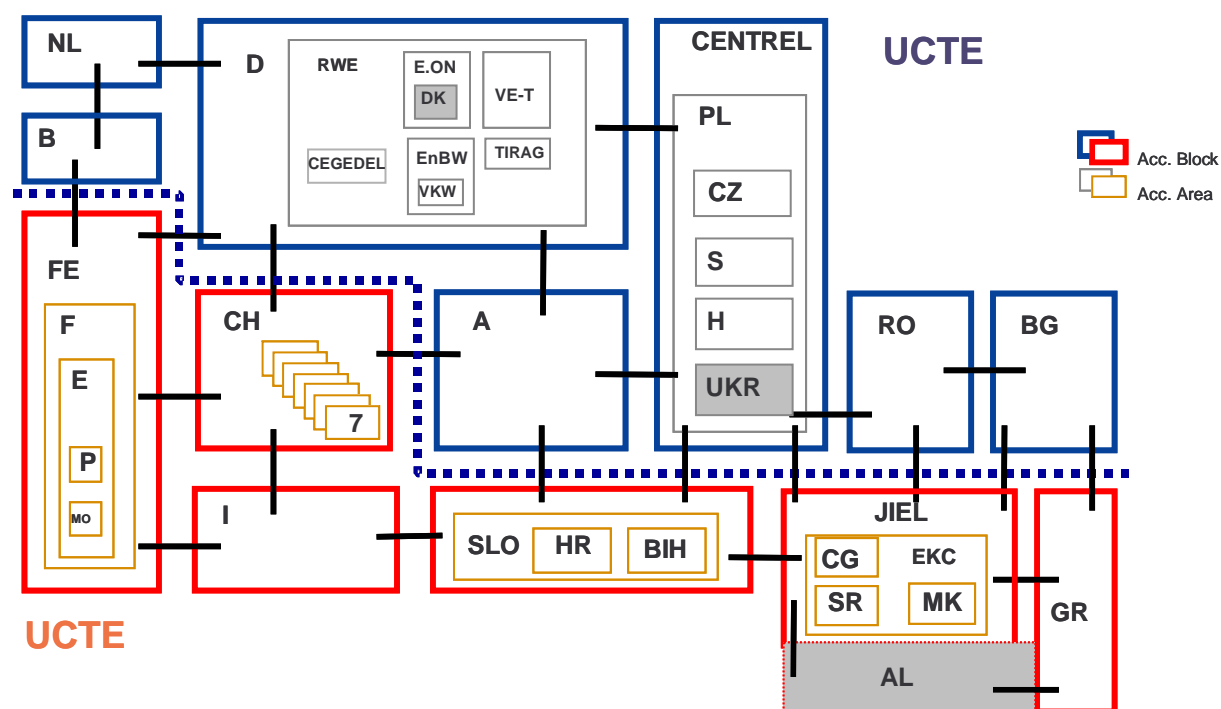 NL
D
RWE
E.ON
DK
VE-T
CEGEDEL
EnBW
VKW
TIRAG
CENTREL
UCTE
PL
CZ
S
H
UKR
B
Acc. Block
Acc. Area
FE
F
E
P
MO
CH
7
A
RO
BG
I
SLO
HR
BIH
JIEL
CG
EKC
SR
MK
GR
AL
UCTE